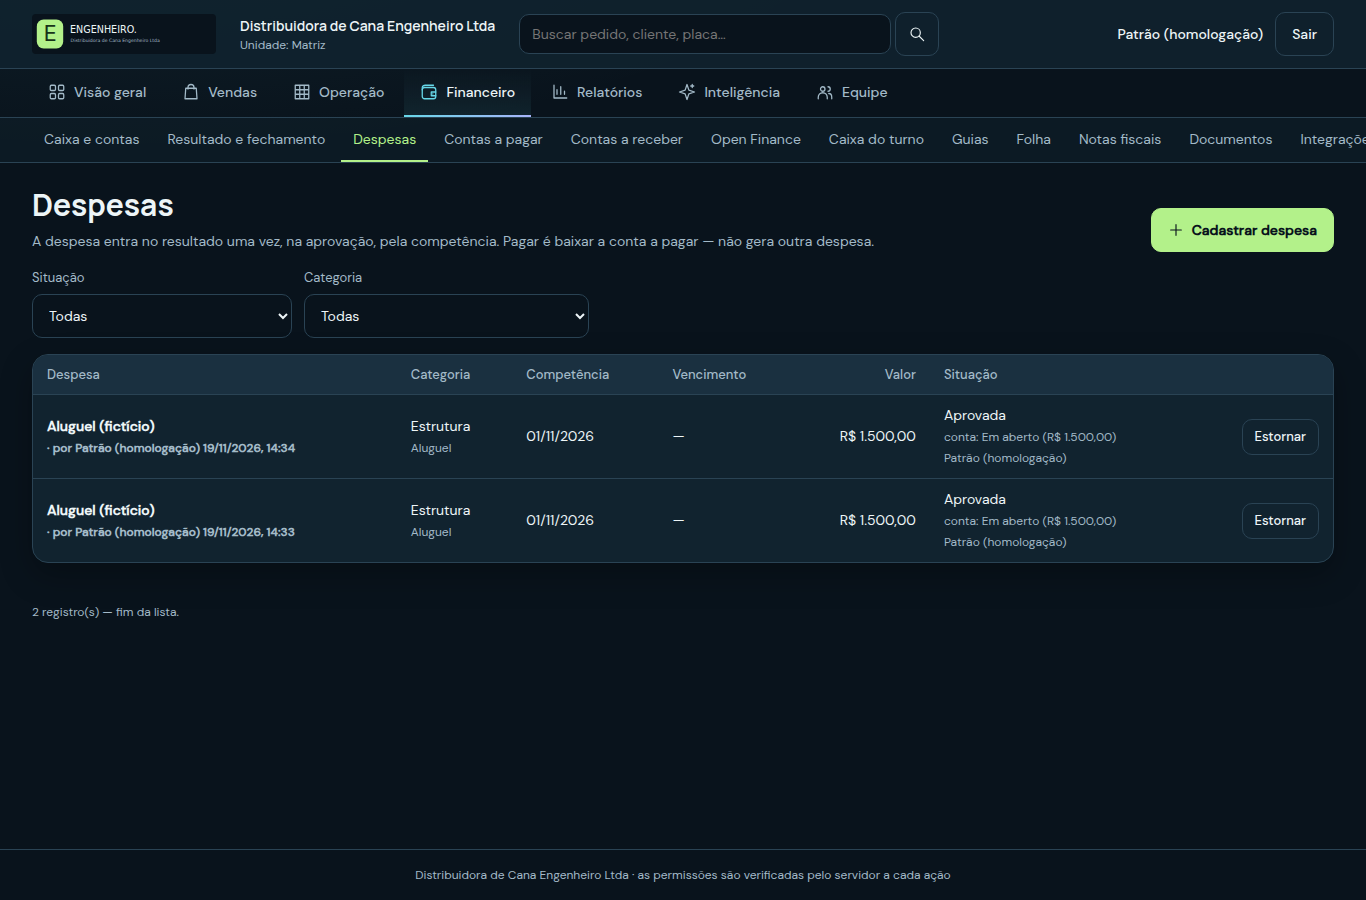 E ENGENHEIRO.
Distribuidora de Cana Engenheiro Ltda
Distribuidora de Cana Engenheiro Ltda
Unidade: Matriz
Buscar pedido, cliente, placa...
Patrão (homologação)
Sair
Visão geral
Vendas
Operação
Financeiro
Relatórios
Inteligência
Equipe
Caixa e contas
Resultado e fechamento
Despesas
Contas a pagar
Contas a receber
Open Finance
Caixa do turno
Guias
Folha
Notas fiscais
Documentos
Integraçõe
Despesas
A despesa entra no resultado uma vez, na aprovação, pela competência. Pagar é baixar a conta a pagar — não gera outra despesa.
+ Cadastrar despesa
Situação
Categoria
Todas
Todas
Despesa Categoria Competência Vencimento Valor Situação
Aluguel (fictício)
· por Patrão (homologação) 19/11/2026, 14:34
Estrutura
Aluguel
01/11/2026
—
R$ 1.500,00
Aprovada
conta: Em aberto (R$ 1.500,00)
Patrão (homologação)
Estornar
Aluguel (fictício)
· por Patrão (homologação) 19/11/2026, 14:33
Estrutura
Aluguel
01/11/2026
—
R$ 1.500,00
Aprovada
conta: Em aberto (R$ 1.500,00)
Patrão (homologação)
Estornar
2 registro(s) — fim da lista.
Distribuidora de Cana Engenheiro Ltda · as permissões são verificadas pelo servidor a cada ação